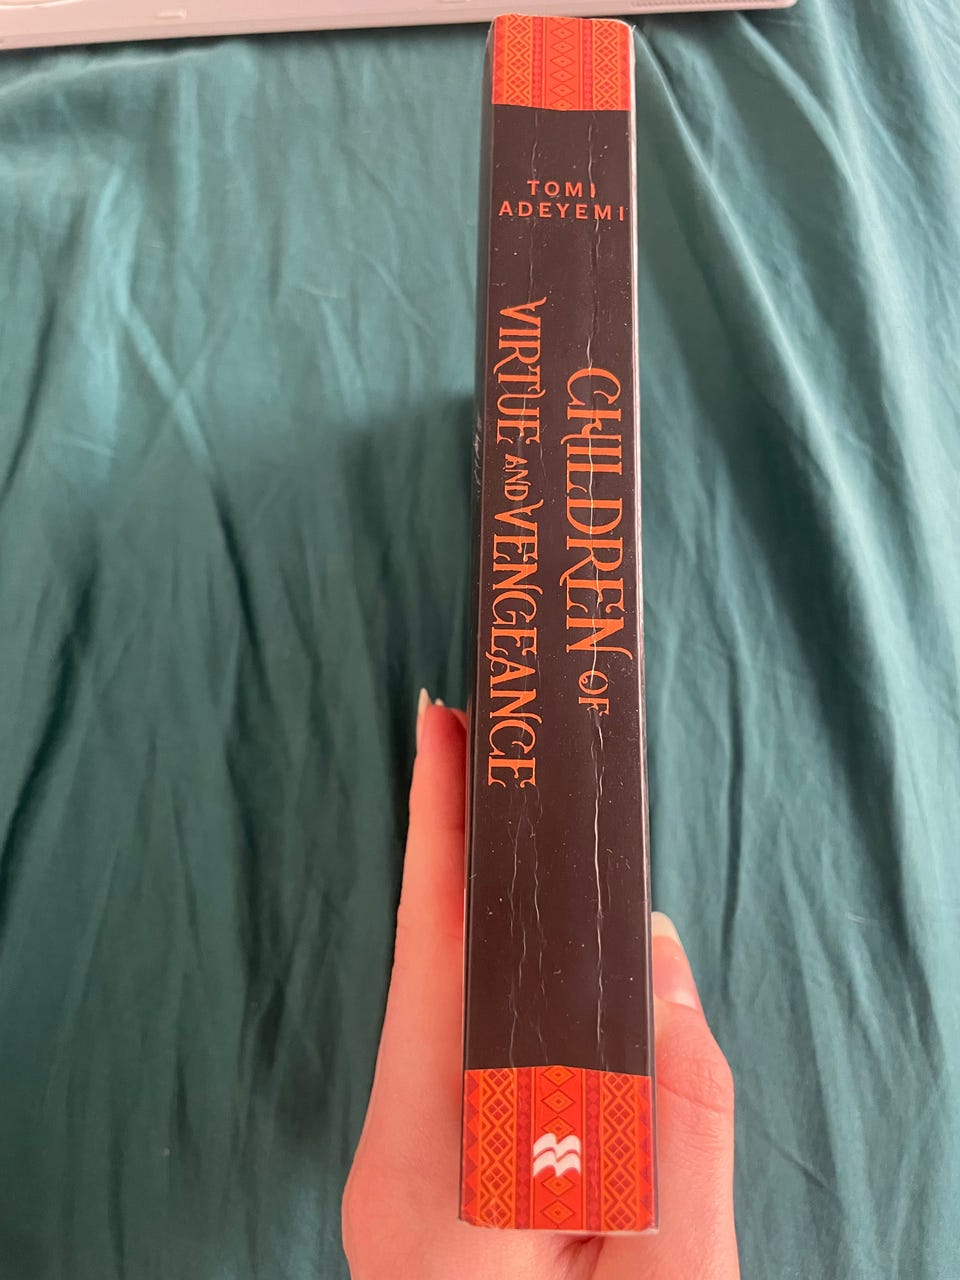 TOMI
ADEYEMI
CHILDREN OF
VIRTUE AND VENGEANCE